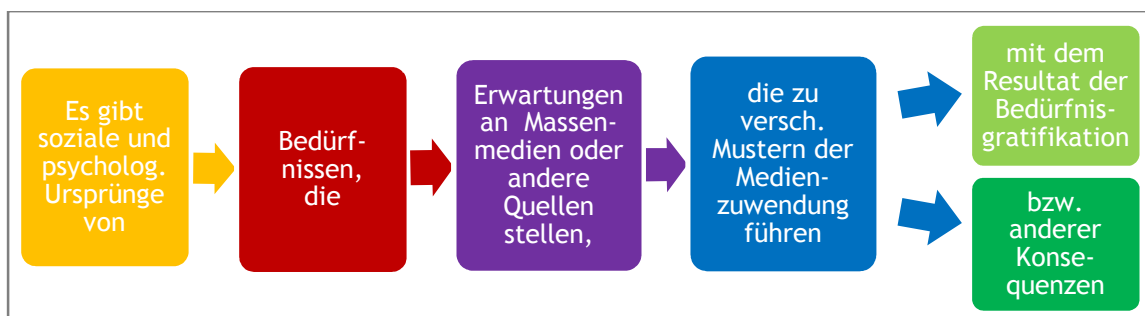 Es gibt
soziale und
psycholog.
Ursprünge
von
Bedürf-
nissen,
die
Erwartungen
an Massen-
medien oder
andere
Quellen
stellen,
die zu
versch.
Mustern der
Medien-
zuwendung
führen
mit dem
Resultat der
Bedürfnis-
gratifikation
bzw.
anderer
Konse-
quenzen